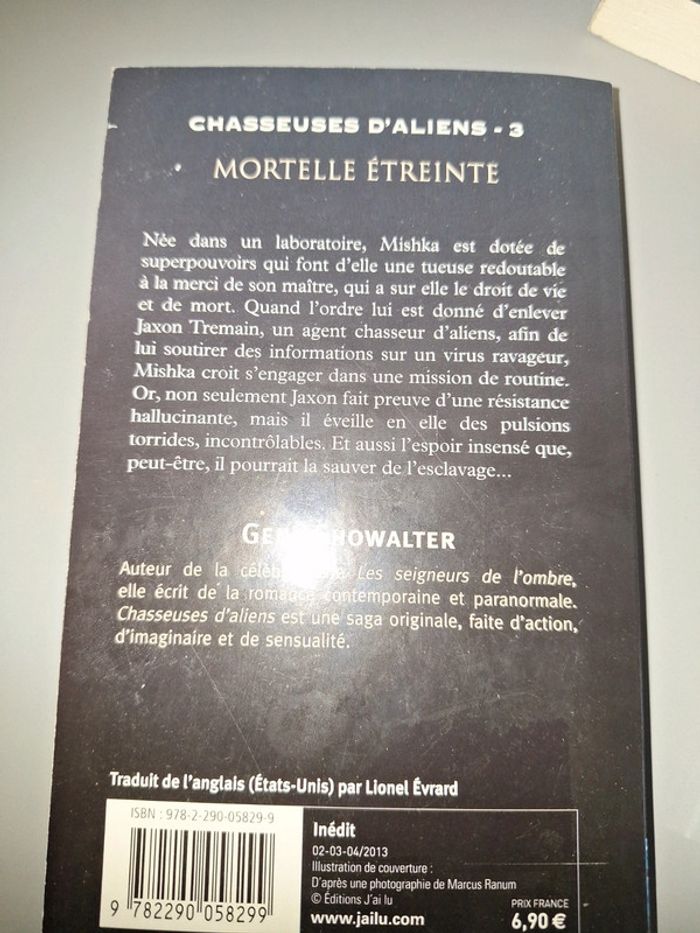 CHASSEUSES D'ALIENS - 3
MORTELLE ÉTREINTE
Née dans un laboratoire, Mishka est dotée de
superpouvoirs qui font d'elle une tueuse redoutable
à la merci de son maître, qui a sur elle le droit de vie
et de mort. Quand l'ordre lui est donné d'enlever
Jaxon Tremain, un agent chasseur d'aliens, afin de
lui soutirer des informations sur un virus ravageur,
Mishka croit s'engager dans une mission de routine.
Or, non seulement Jaxon fait preuve d'une résistance
hallucinante, mais il éveille en elle des pulsions
torrides, incontrôlables. Et aussi l'espoir insensé que,
peut-être, il pourrait la sauver de l'esclavage...
Auteur de la Les seigneurs de l'ombre,
elle écrit de la romance contemporaine et paranormale.
Chasseuses d'aliens est une saga originale, faite d'action,
d'imaginaire et de sensualité.
Traduit de l'anglais (États-Unis) par Lionel Évrard
ISBN : 978-2-290-05829-9
9 782290 058299
Inédit
02-03-04/2013
Illustration de couverture :
D'après une photographie de Marcus Ranum
© Éditions J'ai lu
www.jailu.com
PRIX FRANCE
6,90 €